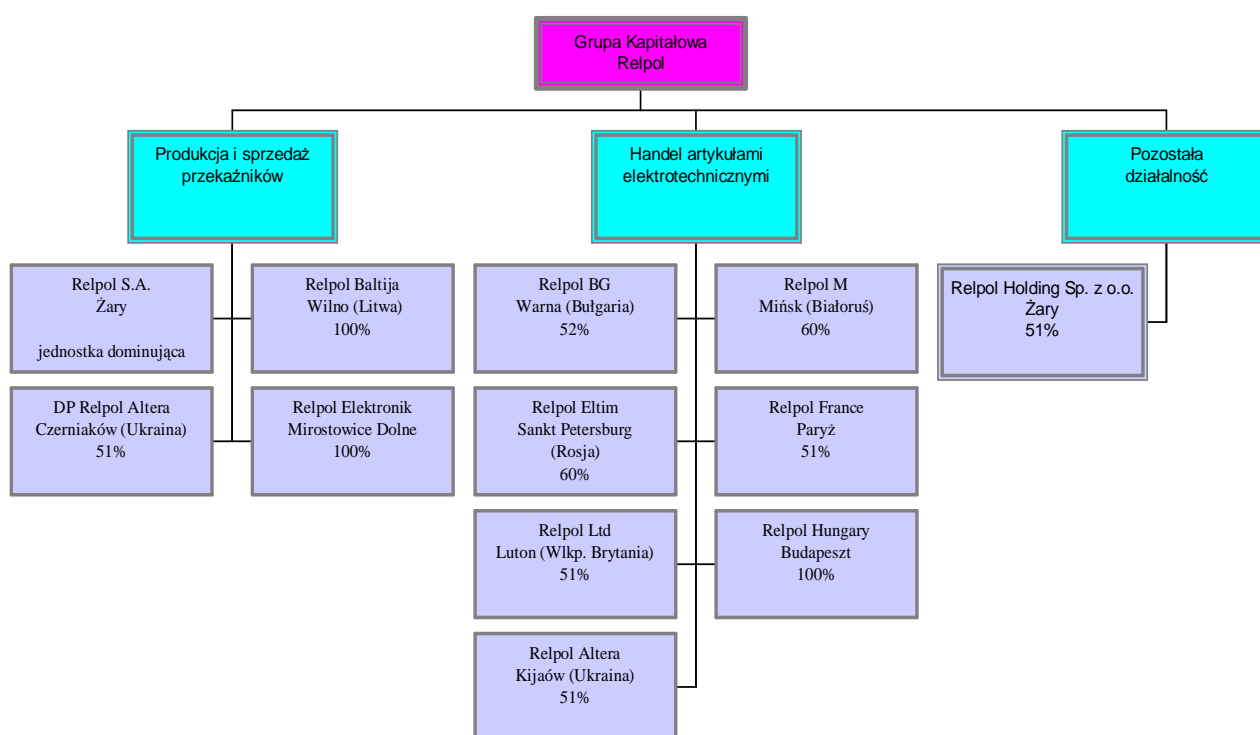 Grupa Kapitałowa
Relpol
Produkcja i sprzedaż
przekaźników
Handel artykułami
elektrotechnicznymi
Pozostała
działalność
Relpol S.A.
Żary
jednostka dominująca
Relpol Baltija
Wilno (Litwa)
100%
DP Relpol Altera
Czerniaków (Ukraina)
51%
Relpol Elektronik
Mirostowice Dolne
100%
Relpol BG
Warna (Bułgaria)
52%
Relpol M
Mińsk (Białoruś)
60%
Relpol Eltim
Sankt Petersburg
(Rosja)
60%
Relpol France
Paryż
51%
Relpol Ltd
Luton (Wlkp. Brytania)
51%
Relpol Hungary
Budapeszt
100%
Relpol Altera
Kijaów (Ukraina)
51%
Relpol Holding Sp. z o.o.
Żary
51%